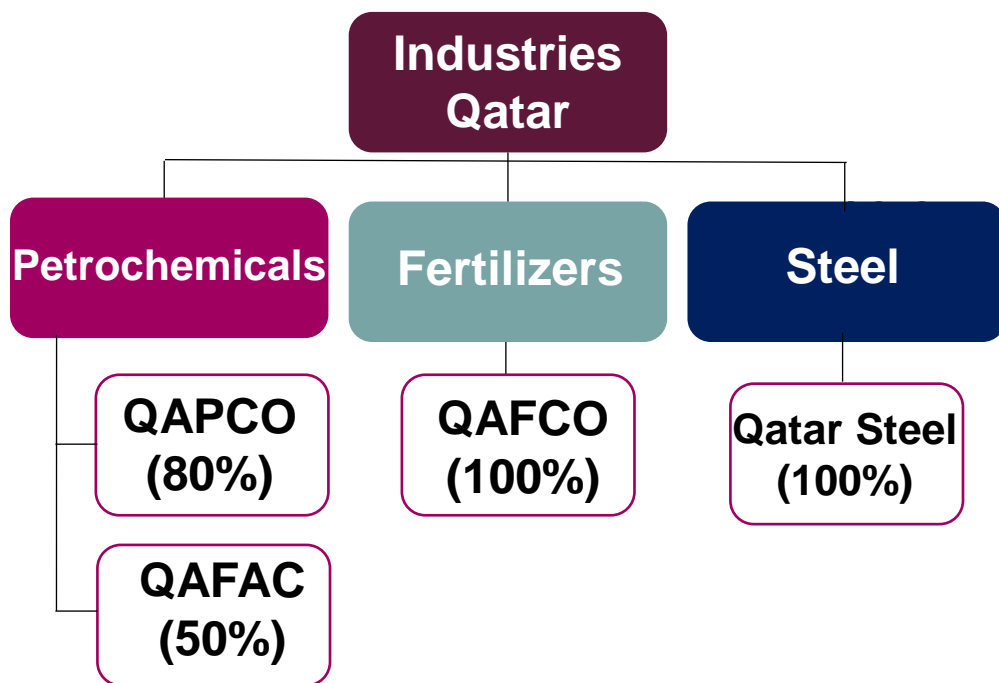 Industries
Qatar
Petrochemicals
Fertilizers
Steel
QAPCO
(80%)
QAFCO
(100%)
Qatar Steel
(100%)
QAFAC
(50%)